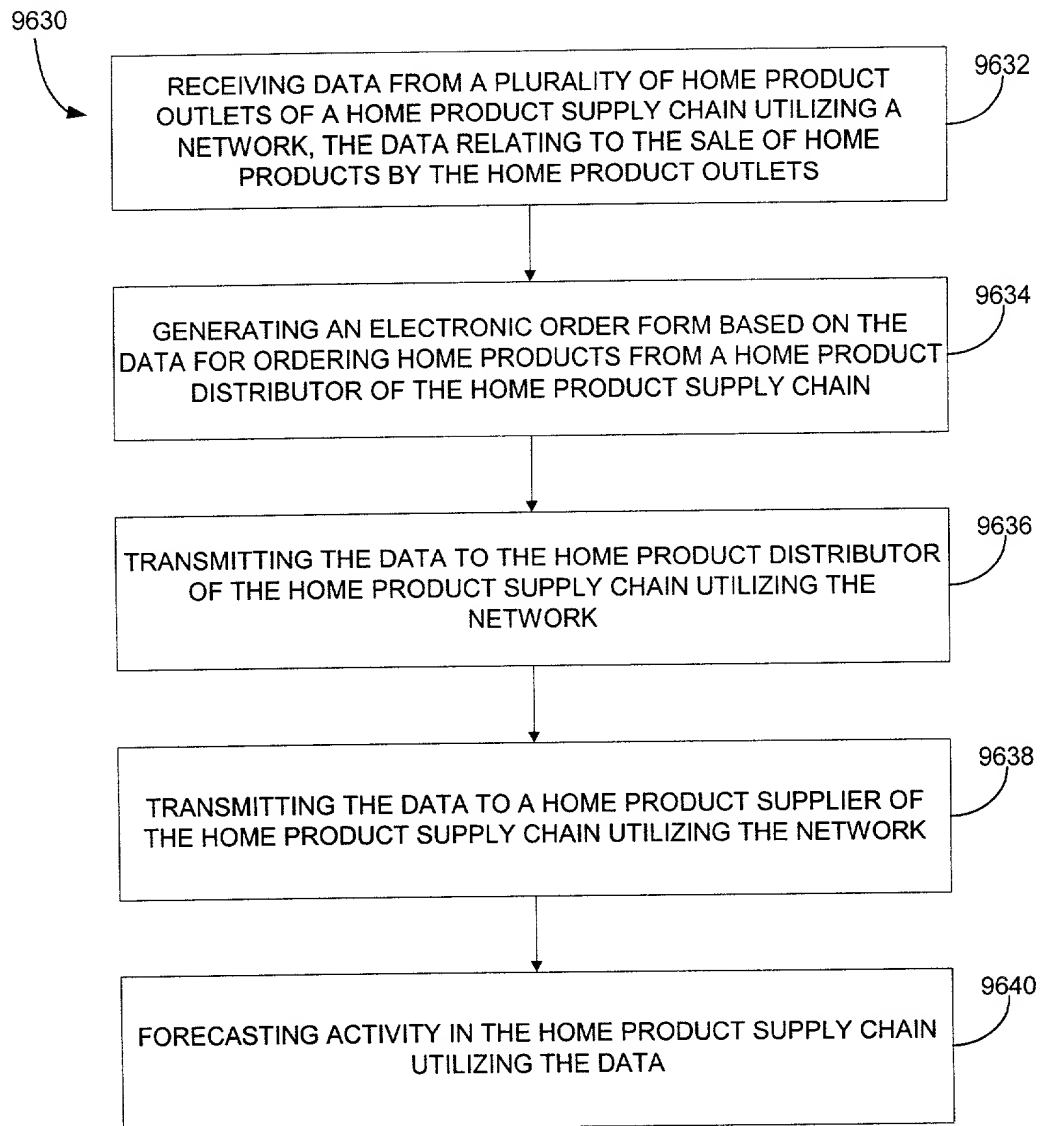 9630
9632
RECEIVING DATA FROM A PLURALITY OF HOME PRODUCT
OUTLETS OF A HOME PRODUCT SUPPLY CHAIN UTILIZING A
NETWORK, THE DATA RELATING TO THE SALE OF HOME
PRODUCTS BY THE HOME PRODUCT OUTLETS
9634
GENERATING AN ELECTRONIC ORDER FORM BASED ON THE
DATA FOR ORDERING HOME PRODUCTS FROM A HOME PRODUCT
DISTRIBUTOR OF THE HOME PRODUCT SUPPLY CHAIN
9636
TRANSMITTING THE DATA TO THE HOME PRODUCT DISTRIBUTOR
OF THE HOME PRODUCT SUPPLY CHAIN UTILIZING THE
NETWORK
9638
TRANSMITTING THE DATA TO A HOME PRODUCT SUPPLIER OF
THE HOME PRODUCT SUPPLY CHAIN UTILIZING THE NETWORK
9640
FORECASTING ACTIVITY IN THE HOME PRODUCT SUPPLY CHAIN
UTILIZING THE DATA